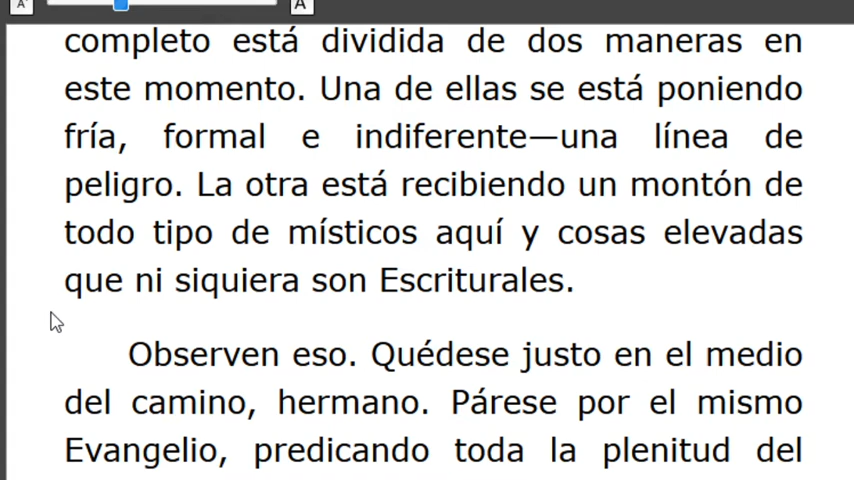 A A
completo está dividida de dos maneras en
este momento. Una de ellas se está poniendo
fría, formal e indiferente—una línea de
peligro. La otra está recibiendo un montón de
todo tipo de místicos aquí y cosas elevadas
que ni siquiera son Escriturales.
Observen eso. Quédese justo en el medio
del camino, hermano. Párese por el mismo
Evangelio, predicando toda la plenitud del